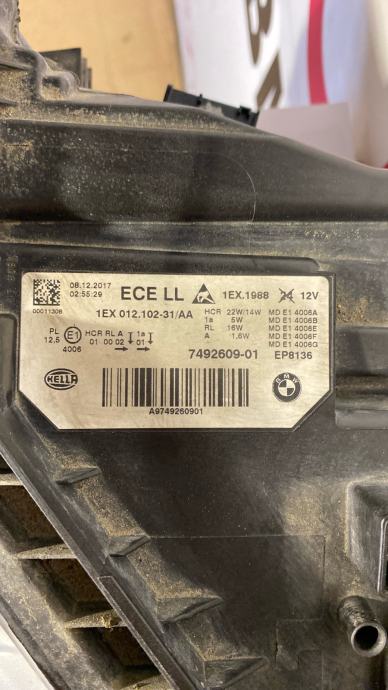 08.12.2017
02:55:29
00011308
ECE LL 1EX.1988 24 12V
1EX 012.102-31/AA
HCR 22W/14W MD E1 4006A
1a 5W MD E1 4006B
RL 16W MD E1 4006E
A 1,6W MD E1 4006F
MD E1 4006G
PL
12.5
E1
4006
HCR RL A 1a
01 00 02 01
7492609-01 EP8136
HELLA
BMW
A9749260901